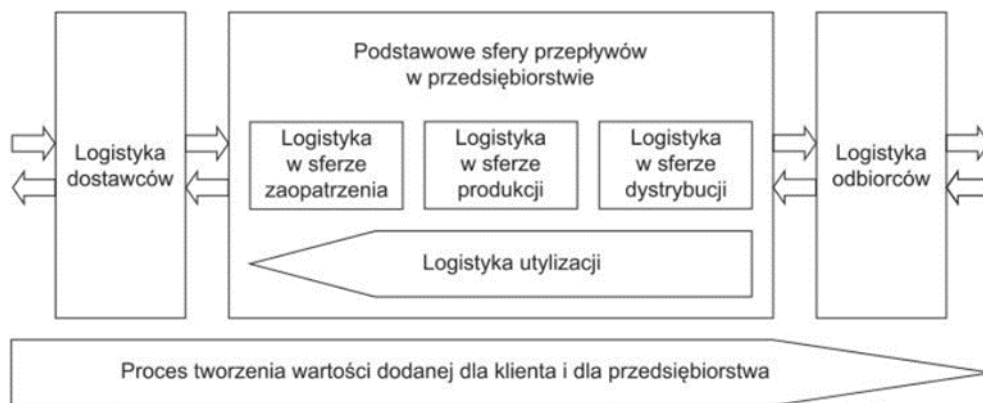 Podstawowe sfery przepływów
w przedsiębiorstwie
Logistyka
dostawców
Logistyka
w sferze
zaopatrzenia
Logistyka
w sferze
produkcji
Logistyka
w sferze
dystrybucji
Logistyka
odbiorców
Logistyka utylizacji
Proces tworzenia wartości dodanej dla klienta i dla przedsiębiorstwa